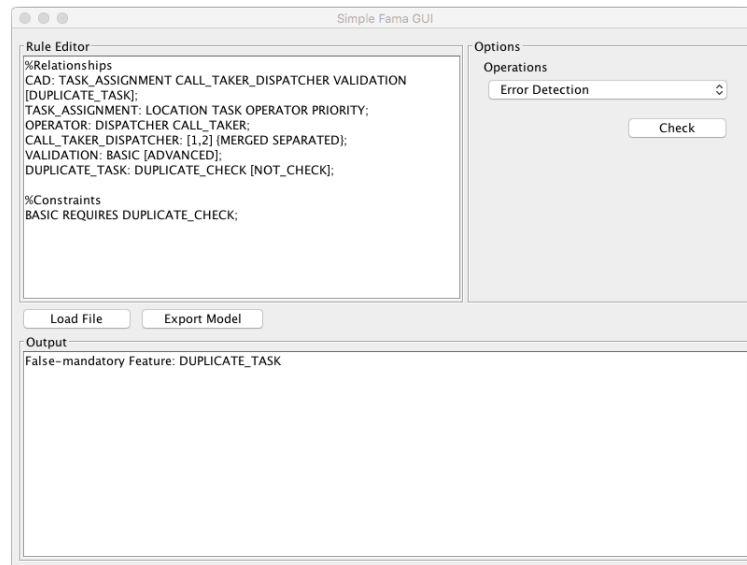 Simple Fama GUI
Rule Editor
%Relationships
CAD: TASK_ASSIGNMENT CALL_TAKER_DISPATCHER VALIDATION
[DUPLICATE_TASK];
TASK_ASSIGNMENT: LOCATION TASK OPERATOR PRIORITY;
OPERATOR: DISPATCHER CALL_TAKER;
CALL_TAKER_DISPATCHER: [1,2] {MERGED SEPARATED};
VALIDATION: BASIC [ADVANCED];
DUPLICATE_TASK: DUPLICATE_CHECK [NOT_CHECK];
%Constraints
BASIC REQUIRES DUPLICATE_CHECK;
Options
Operations
Error Detection
Check
Load File
Export Model
Output
False-mandatory Feature: DUPLICATE_TASK